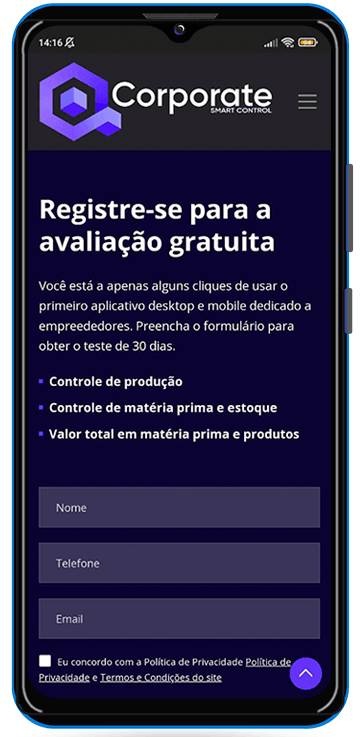 14:16
Corporate
SMART CONTROL
Registre-se para a
avaliação gratuita
Você está a apenas alguns cliques de usar o
primeiro aplicativo desktop e mobile dedicado a
empreededores. Preencha o formulário para
obter o teste de 30 dias.
Controle de produção
Controle de matéria prima e estoque
Valor total em matéria prima e produtos
Nome
Telefone
Email
Eu concordo com a Política de Privacidade Política de
Privacidade e Termos e Condições do site